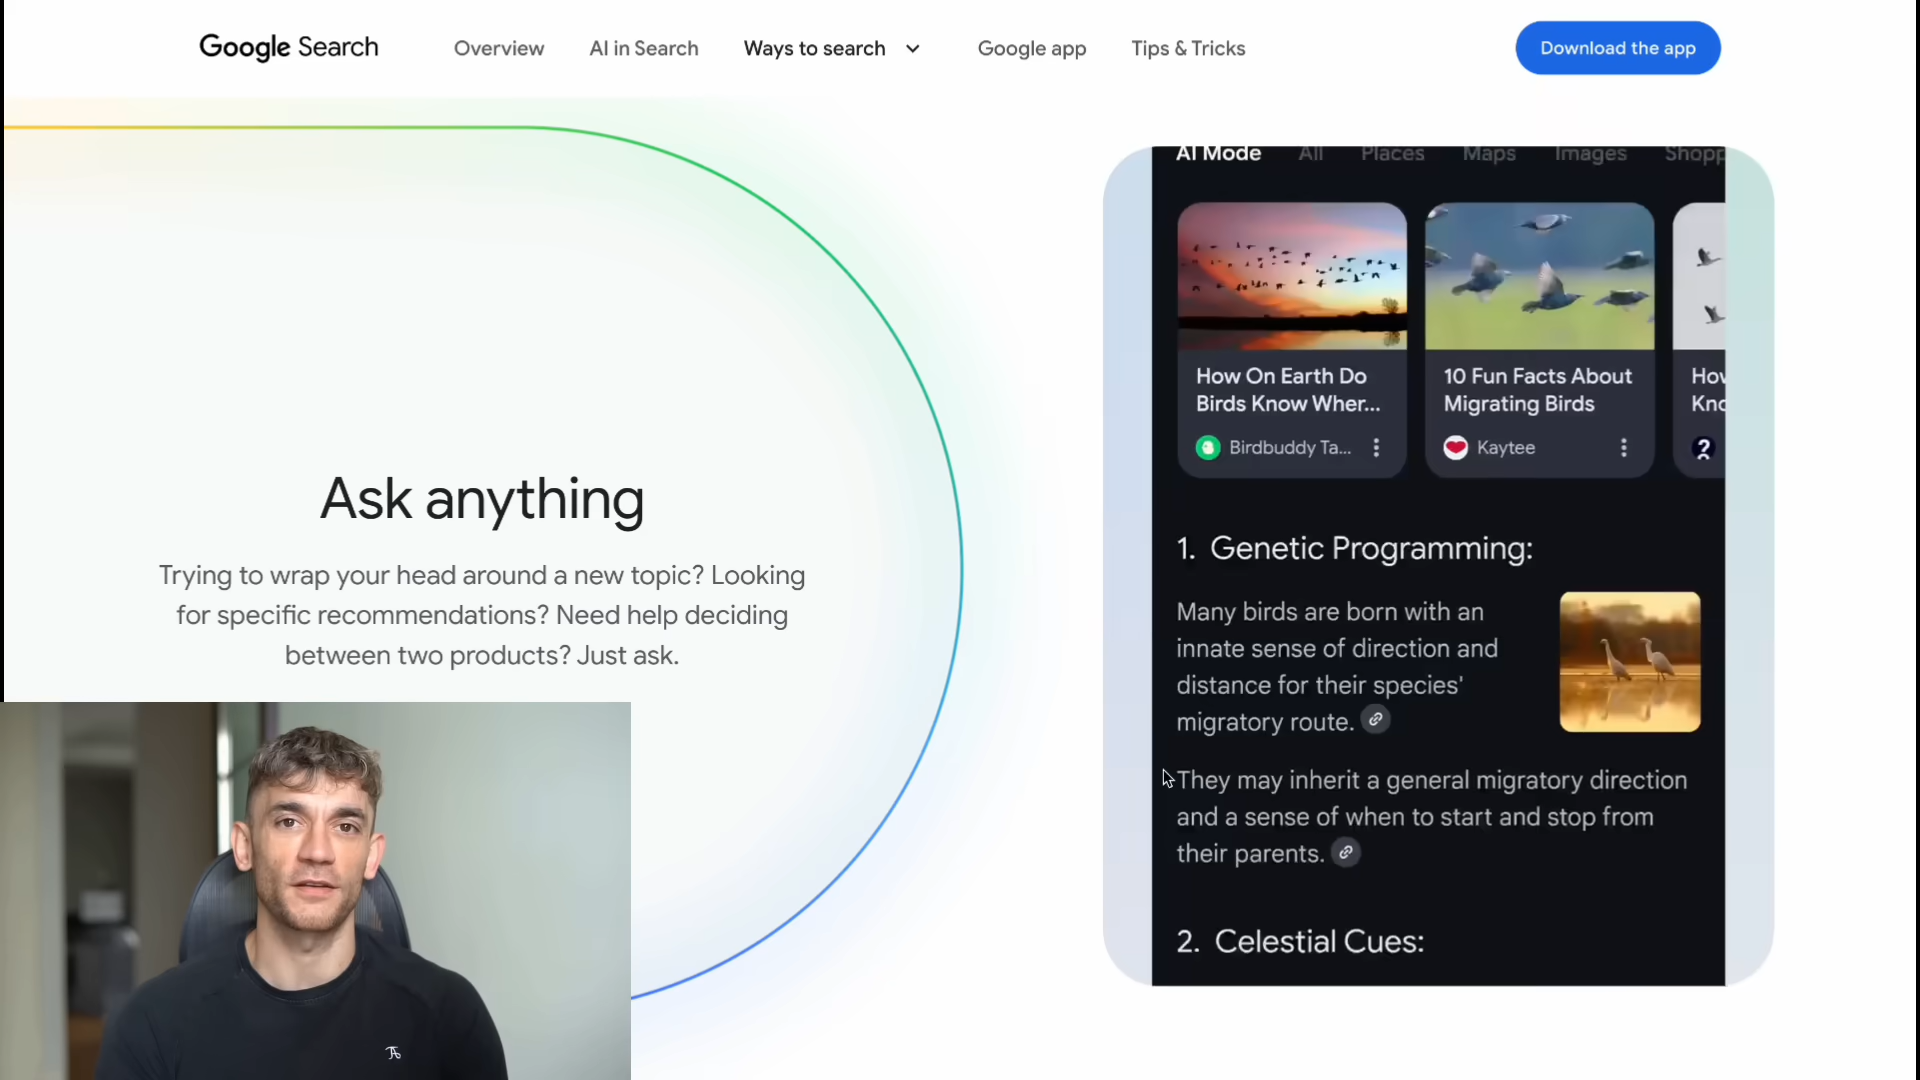 Google Search
Overview
AI in Search
Ways to search
Google app
Tips & Tricks
Download the app
Ask anything
Trying to wrap your head around a new topic? Looking
for specific recommendations? Need help deciding
between two products? Just ask.
AI Mode
All
Places
Maps
Images
Shopp
How On Earth Do
Birds Know Wher...
Birdbuddy Ta...
10 Fun Facts About
Migrating Birds
Kaytee
How
Kno
?
1. Genetic Programming:
Many birds are born with an
innate sense of direction and
distance for their species'
migratory route.
They may inherit a general migratory direction
and a sense of when to start and stop from
their parents.
2. Celestial Cues: